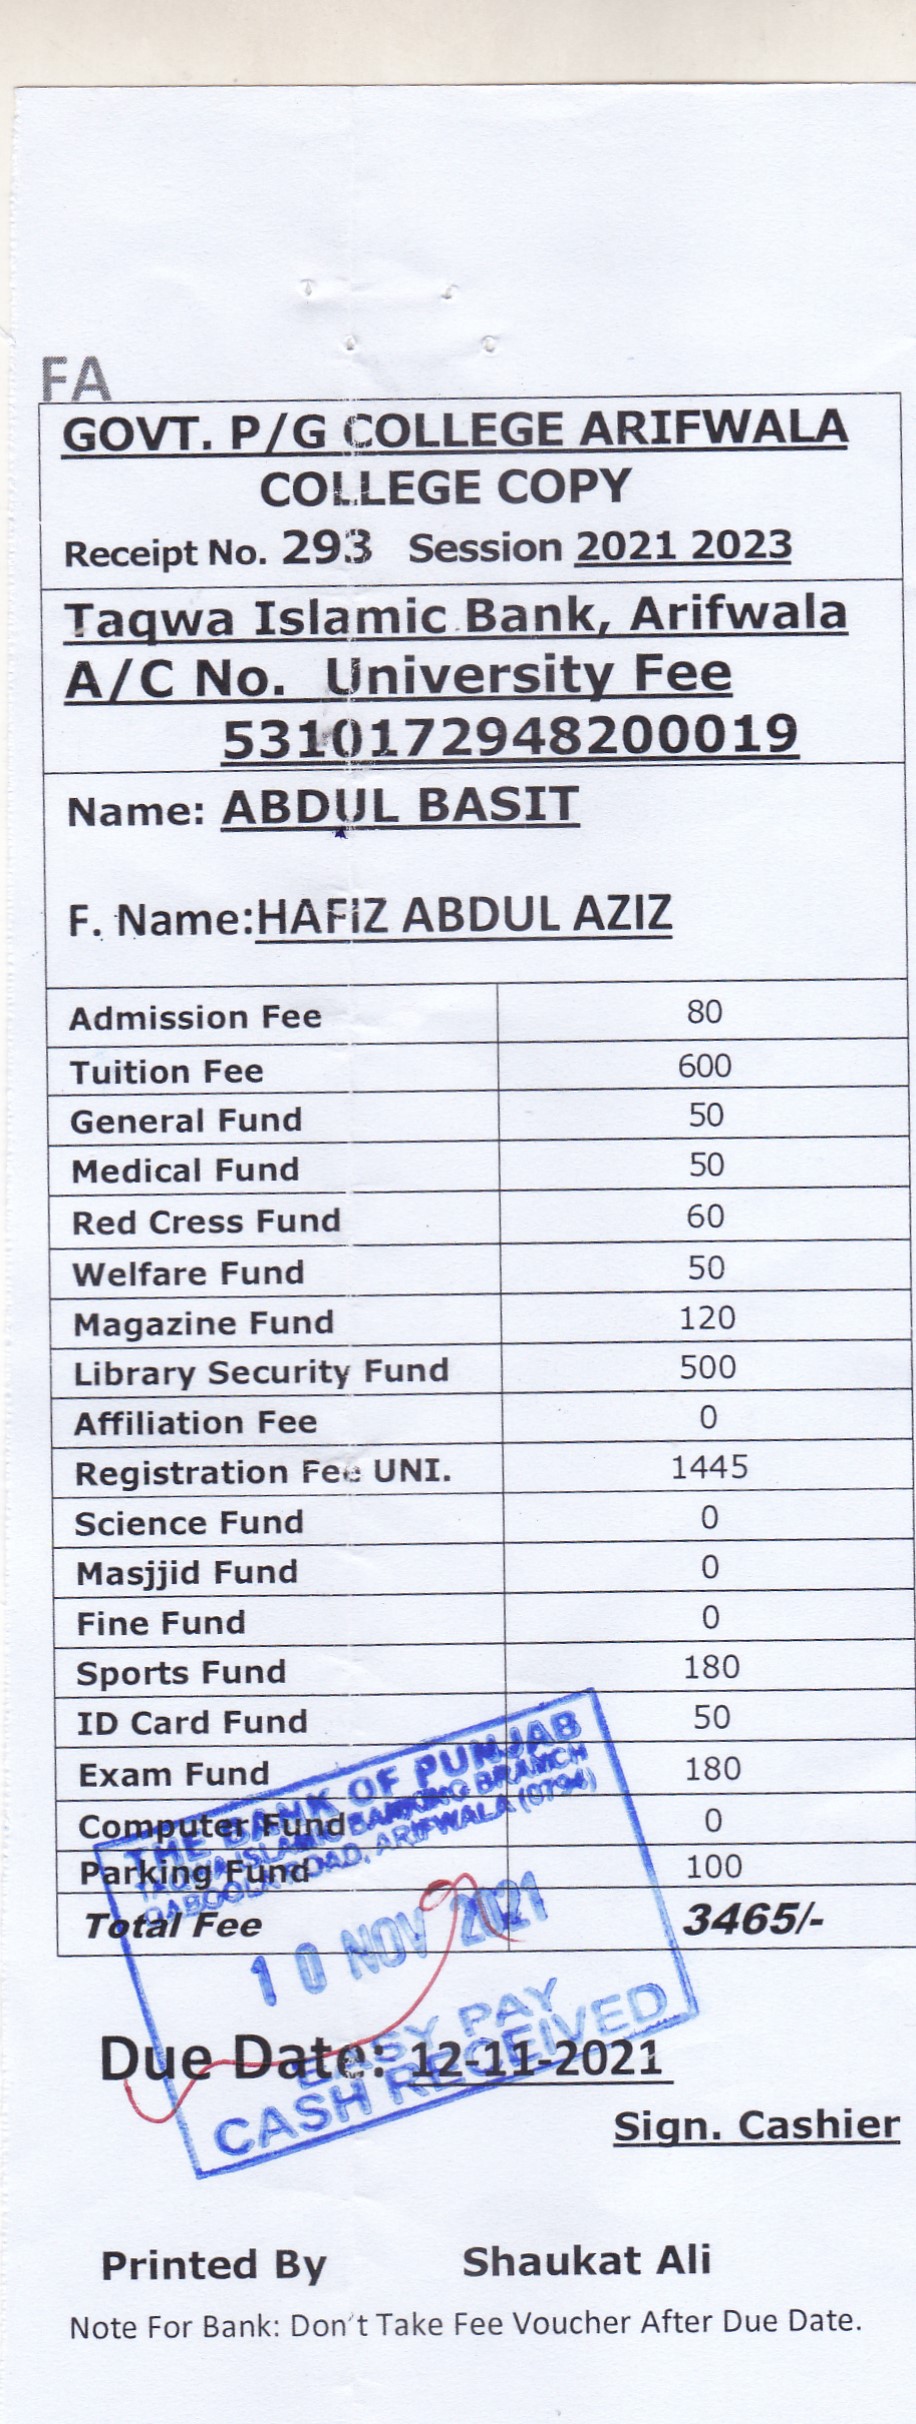 FA
GOVT. P/G COLLEGE ARIFWALA
COLLEGE COPY
Receipt No. 293 Session 2021 2023
Taqwa Islamic Bank, Arifwala
A/C No. University Fee
5310172948200019
Name: ABDUL BASIT
F. Name:HAFIZ ABDUL AZIZ
Admission Fee 80
Tuition Fee 600
General Fund 50
Medical Fund 50
Red Cress Fund 60
Welfare Fund 50
Magazine Fund 120
Library Security Fund 500
Affiliation Fee 0
Registration Fee UNI. 1445
Science Fund 0
Masjjid Fund 0
Fine Fund 0
Sports Fund 180
ID Card Fund 50
Exam Fund 180
Computer Fund 0
Parking Fund 100
Total Fee 3465/-
THE BANK OF PUNJAB
TAQWA ISLAMIC BANKING BRANCH
QABOOLA ROAD, ARIFWALA (0794)
10 NOV 2021
EASY PAY
CASH RECEIVED
Due Date: 12-11-2021
Sign. Cashier
Printed By Shaukat Ali
Note For Bank: Don't Take Fee Voucher After Due Date.